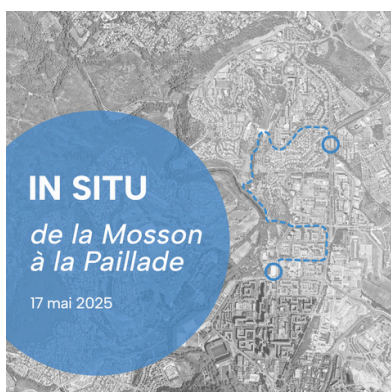 IN SITU
de la Mosson
à la Paillade
17 mai 2025